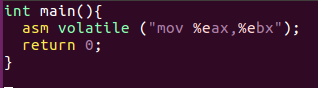 int main(){
  asm volatile ("mov %eax,%ebx");
  return 0;
}